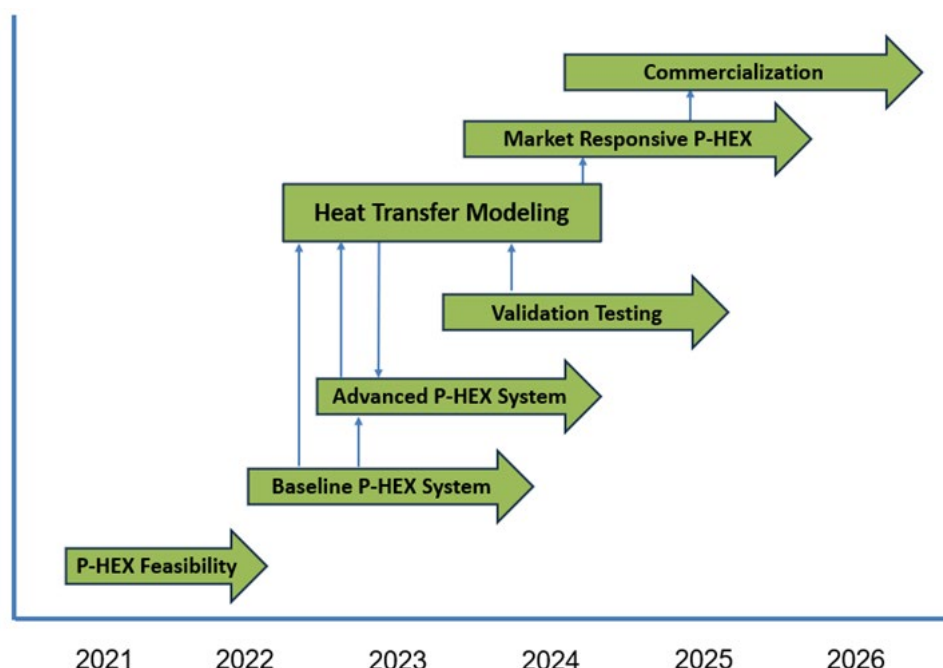 Commercialization
Market Responsive P-HEX
Heat Transfer Modeling
Validation Testing
Advanced P-HEX System
Baseline P-HEX System
P-HEX Feasibility
2021 2022 2023 2024 2025 2026